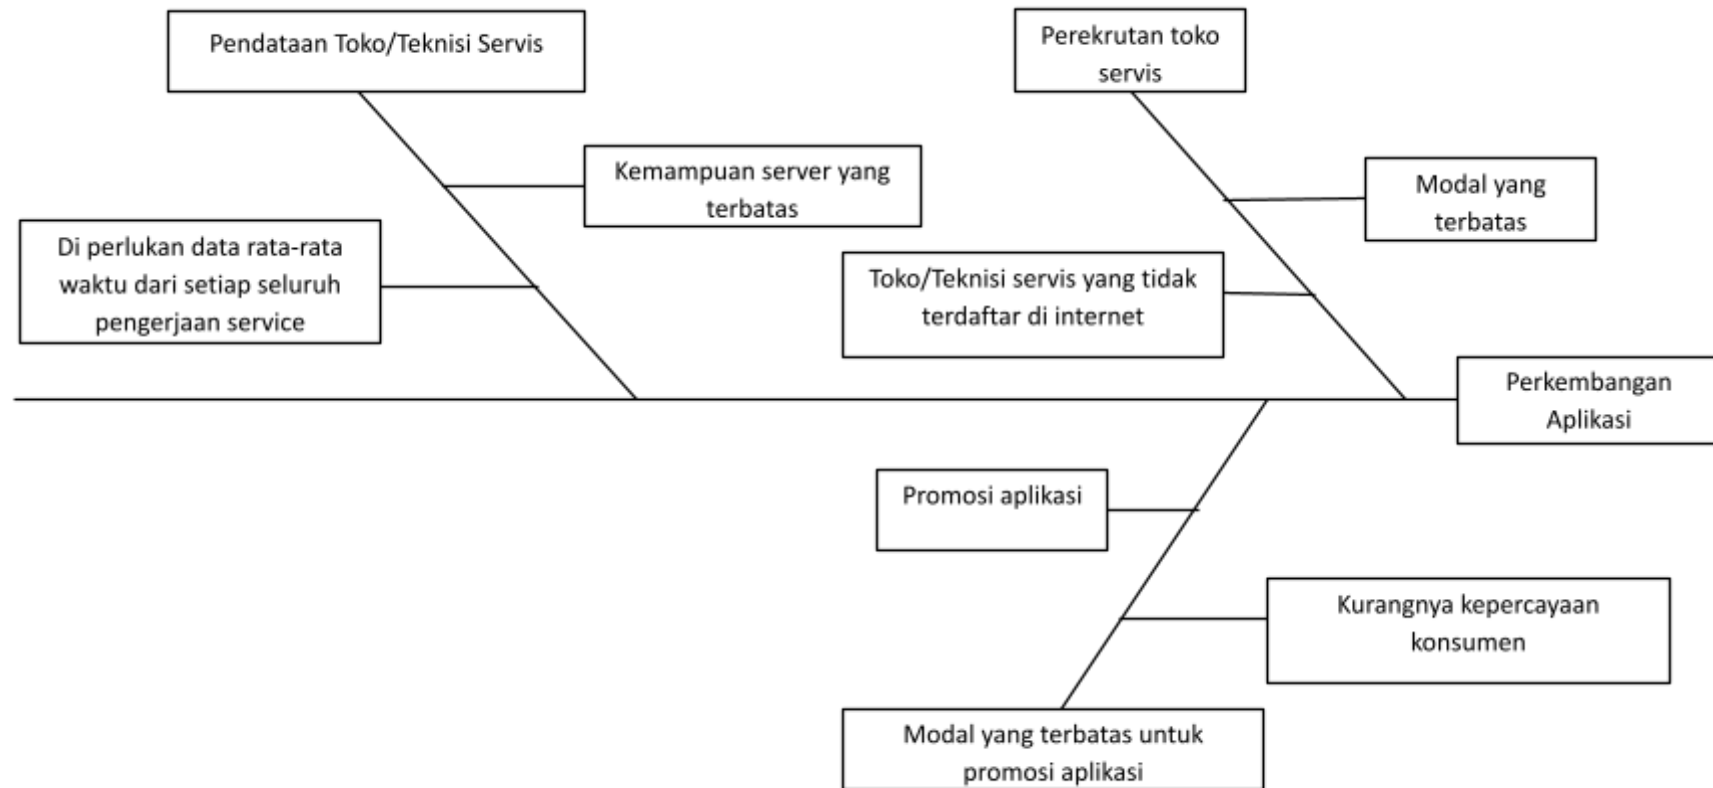 Pendataan Toko/Teknisi Servis
Perekrutan toko
servis
Kemampuan server yang
terbatas
Modal yang
terbatas
Di perlukan data rata-rata
waktu dari setiap seluruh
pengerjaan service
Toko/Teknisi servis yang tidak
terdaftar di internet
Perkembangan
Aplikasi
Promosi aplikasi
Kurangnya kepercayaan
konsumen
Modal yang terbatas untuk
promosi aplikasi